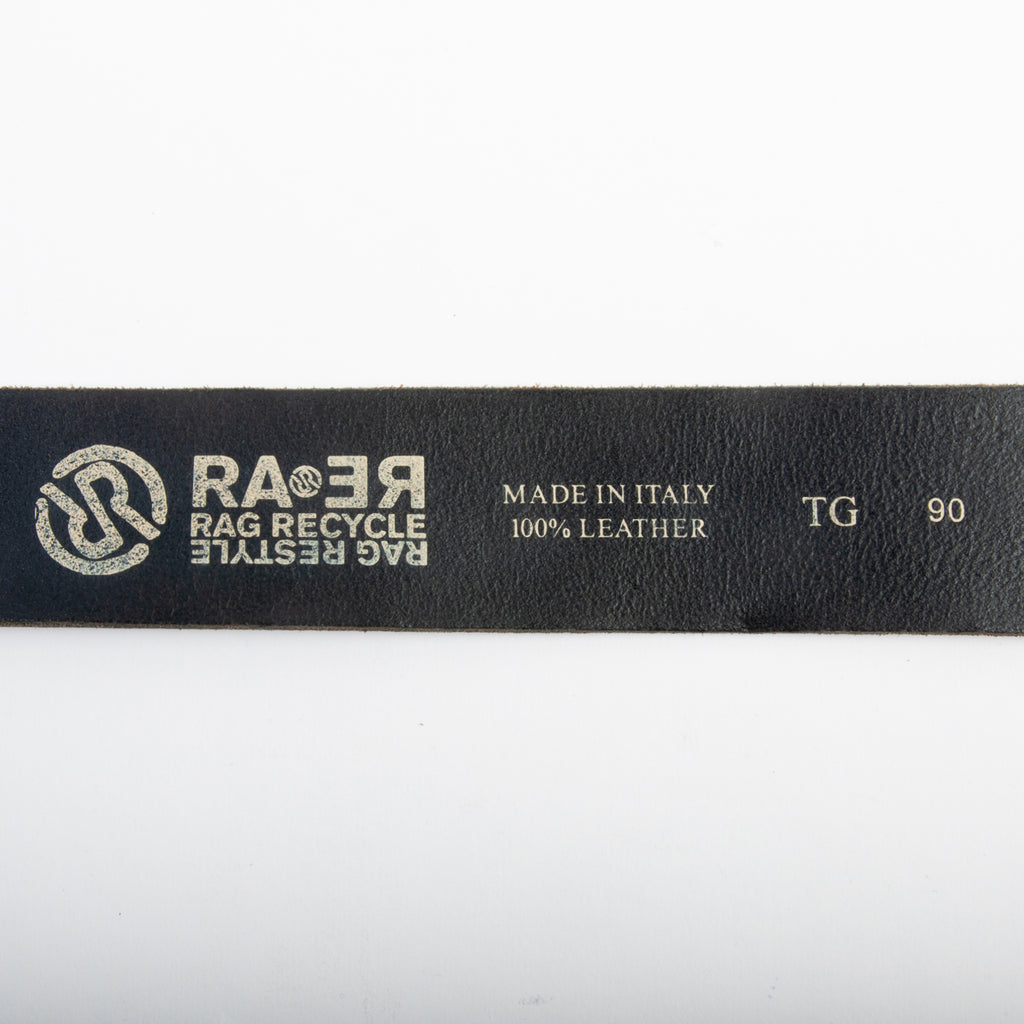 RA RE
RAG RECYCLE
RAG RESTYLE
MADE IN ITALY
100% LEATHER
TG 90